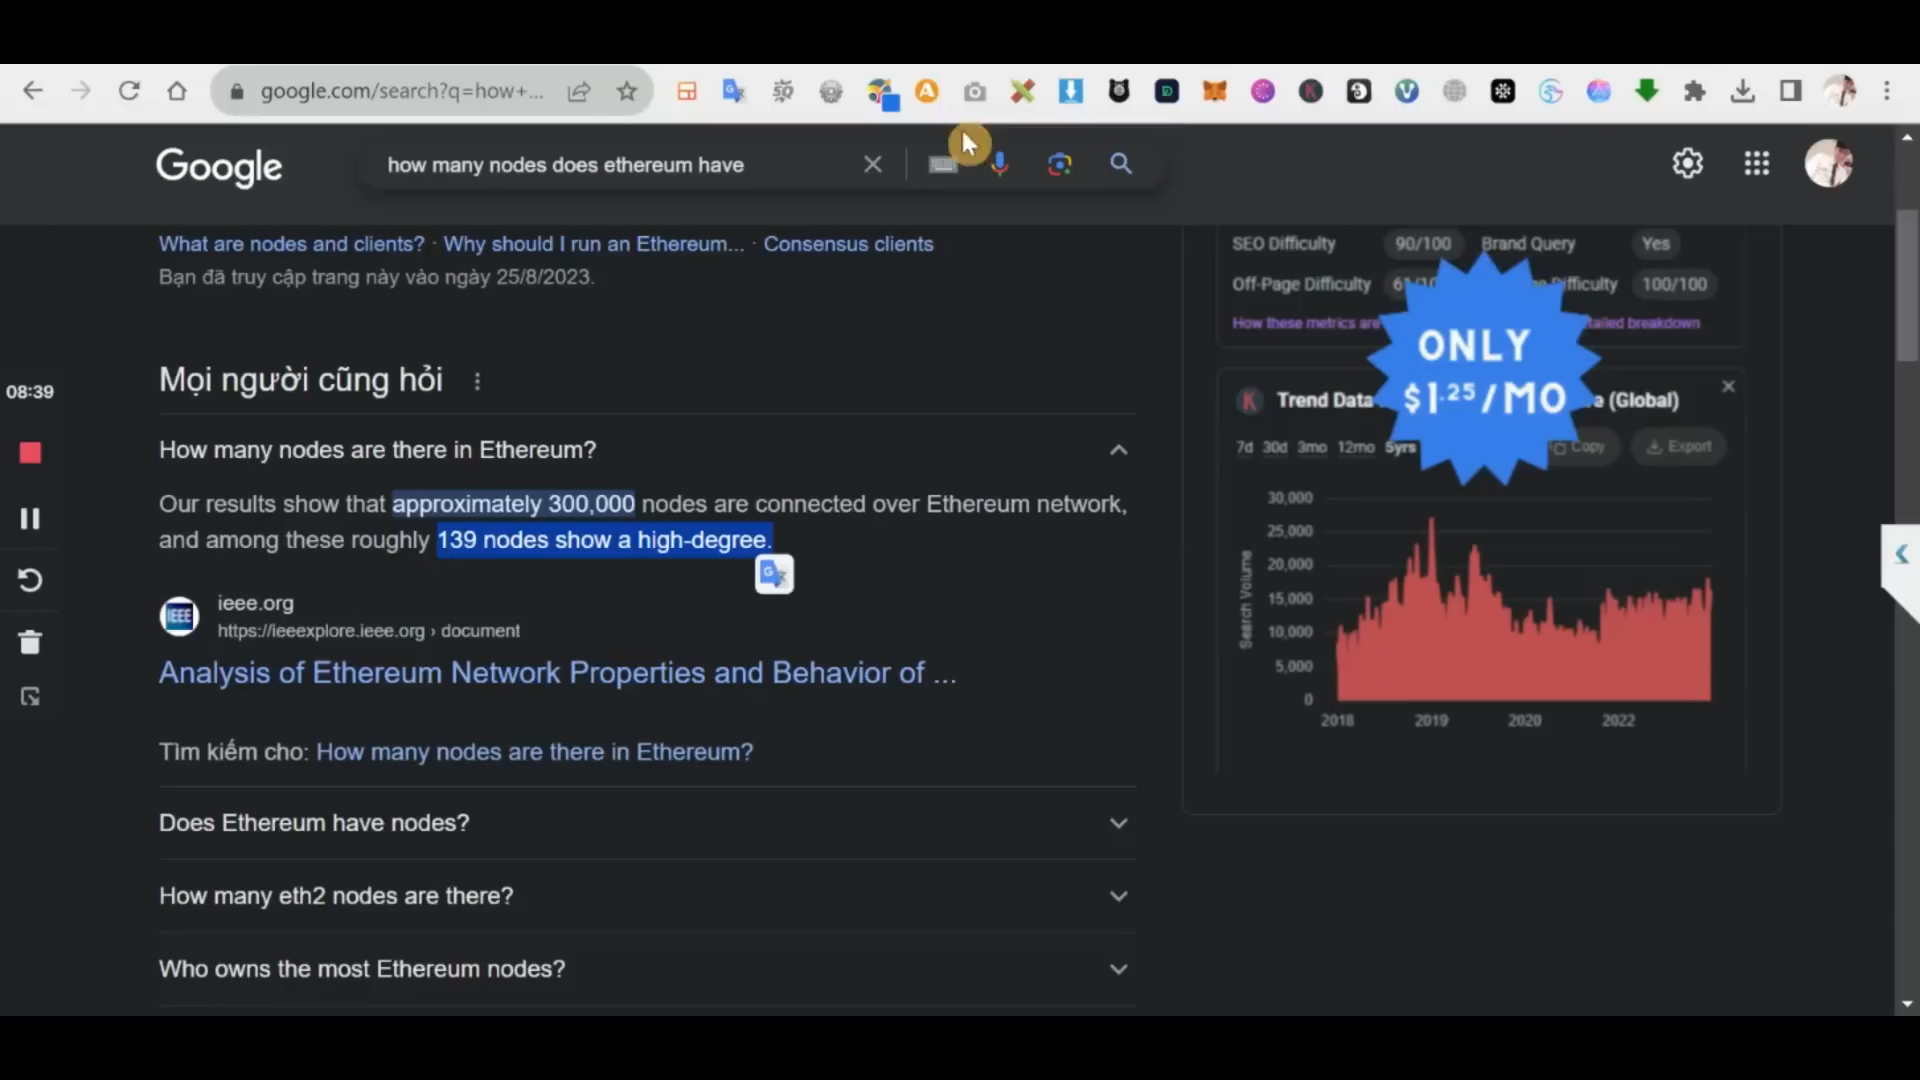 google.com/search?q=how+...
Google
how many nodes does ethereum have
What are nodes and clients? · Why should I run an Ethereum... · Consensus clients
Bạn đã truy cập trang này vào ngày 25/8/2023.
Mọi người cũng hỏi
08:39
How many nodes are there in Ethereum?
Our results show that approximately 300,000 nodes are connected over Ethereum network,
and among these roughly 139 nodes show a high-degree.
IEEE
ieee.org
https://ieeexplore.ieee.org › document
Analysis of Ethereum Network Properties and Behavior of ...
Tìm kiếm cho: How many nodes are there in Ethereum?
Does Ethereum have nodes?
How many eth2 nodes are there?
Who owns the most Ethereum nodes?
SEO Difficulty 90/100 Brand Query Yes
Off-Page Difficulty Difficulty 100/100
How these metrics are breakdown
ONLY
$1.25/MO
K Trend Data (Global)
7d 30d 3mo 12mo 5yrs Copy Export
Search Volume
30,000
25,000
20,000
15,000
10,000
5,000
0
2018 2019 2020 2022